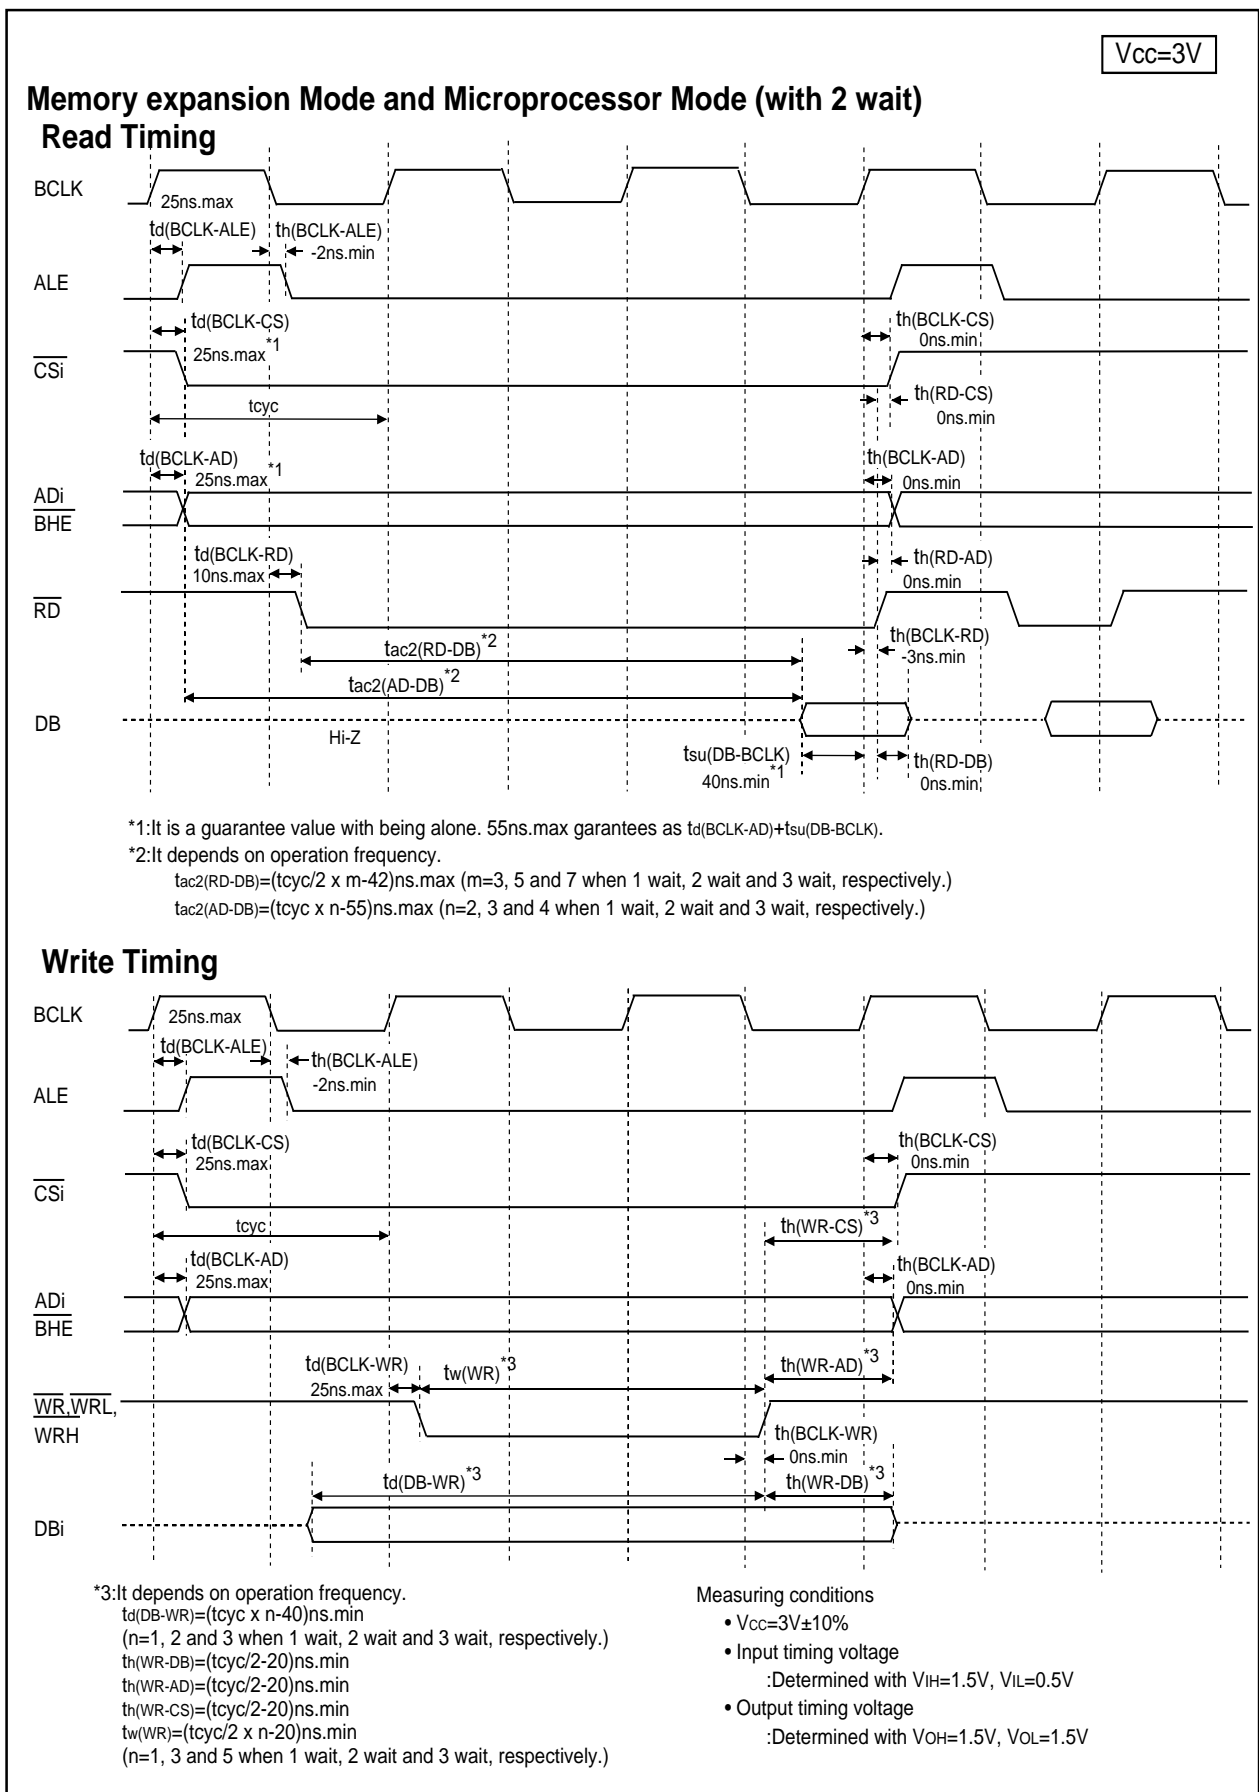 Vcc=3V
Memory expansion Mode and Microprocessor Mode (with 2 wait)
Read Timing
BCLK
25ns.max
td(BCLK-ALE)
th(BCLK-ALE)
-2ns.min
ALE
td(BCLK-CS)
25ns.max*1
th(BCLK-CS)
0ns.min
CSi
th(RD-CS)
0ns.min
tcyc
td(BCLK-AD)
25ns.max*1
th(BCLK-AD)
0ns.min
ADi
BHE
td(BCLK-RD)
10ns.max
th(RD-AD)
0ns.min
RD
th(BCLK-RD)
-3ns.min
tac2(RD-DB)*2
tac2(AD-DB)*2
DB
Hi-Z
tsu(DB-BCLK)
40ns.min*1
th(RD-DB)
0ns.min
*1:It is a guarantee value with being alone. 55ns.max garantees as td(BCLK-AD)+tsu(DB-BCLK).
*2:It depends on operation frequency.
tac2(RD-DB)=(tcyc/2 x m-42)ns.max (m=3, 5 and 7 when 1 wait, 2 wait and 3 wait, respectively.)
tac2(AD-DB)=(tcyc x n-55)ns.max (n=2, 3 and 4 when 1 wait, 2 wait and 3 wait, respectively.)
Write Timing
BCLK
25ns.max
td(BCLK-ALE)
th(BCLK-ALE)
-2ns.min
ALE
td(BCLK-CS)
25ns.max
th(BCLK-CS)
0ns.min
CSi
tcyc
th(WR-CS)*3
td(BCLK-AD)
25ns.max
th(BCLK-AD)
0ns.min
ADi
BHE
td(BCLK-WR)
25ns.max
tw(WR)*3
th(WR-AD)*3
WR,WRL,
WRH
th(BCLK-WR)
0ns.min
td(DB-WR)*3
th(WR-DB)*3
DBi
*3:It depends on operation frequency.
td(DB-WR)=(tcyc x n-40)ns.min
(n=1, 2 and 3 when 1 wait, 2 wait and 3 wait, respectively.)
th(WR-DB)=(tcyc/2-20)ns.min
th(WR-AD)=(tcyc/2-20)ns.min
th(WR-CS)=(tcyc/2-20)ns.min
tw(WR)=(tcyc/2 x n-20)ns.min
(n=1, 3 and 5 when 1 wait, 2 wait and 3 wait, respectively.)
Measuring conditions
• VCC=3V±10%
• Input timing voltage
:Determined with VIH=1.5V, VIL=0.5V
• Output timing voltage
:Determined with VOH=1.5V, VOL=1.5V